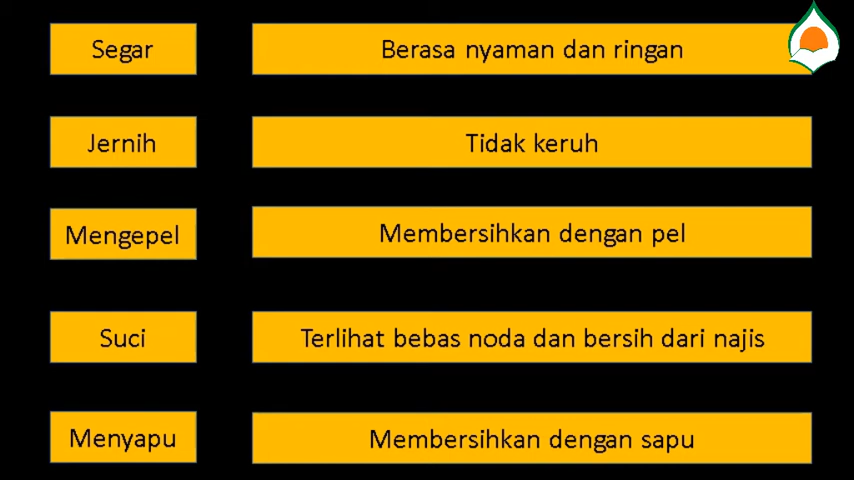 Segar
Berasa nyaman dan ringan
Jernih
Tidak keruh
Mengepel
Membersihkan dengan pel
Suci
Terlihat bebas noda dan bersih dari najis
Menyapu
Membersihkan dengan sapu